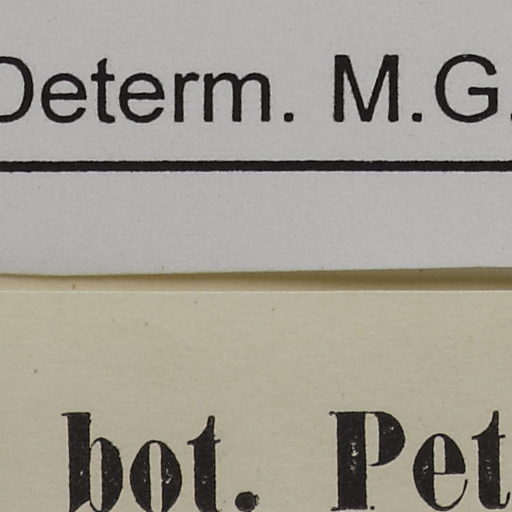 Determ. M.G.
bot. Pet